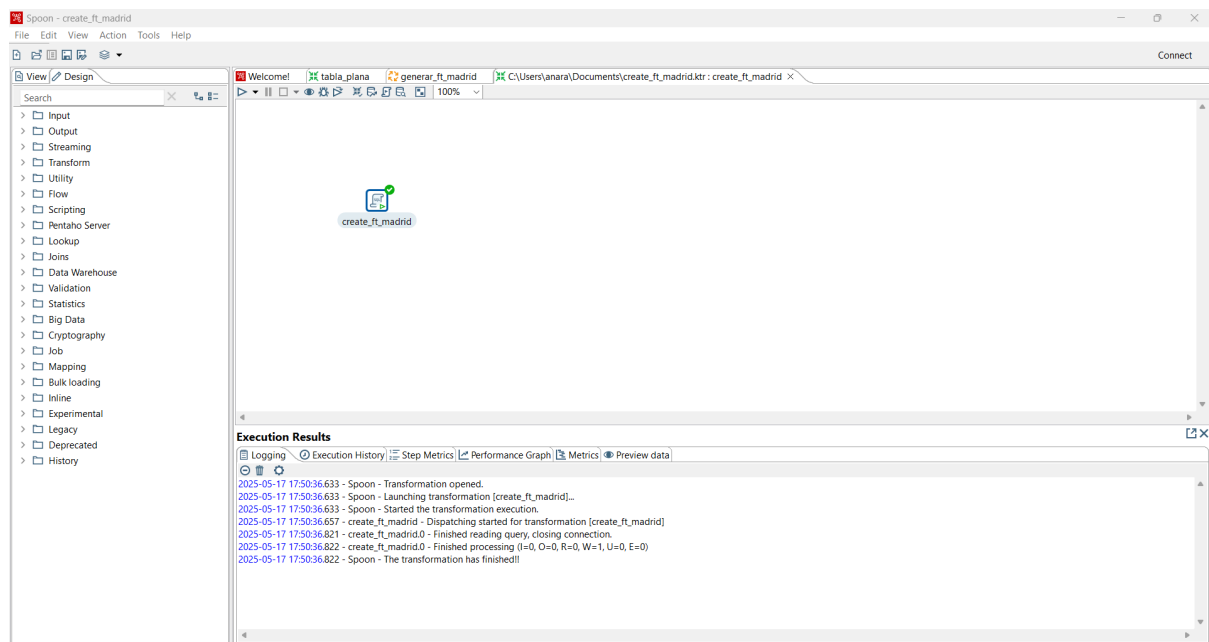 Spoon - create_ft_madrid
File Edit View Action Tools Help
Connect
View Design
Welcome! tabla_plana generar_ft_madrid C:\Users\anara\Documents\create_ft_madrid.ktr : create_ft_madrid
Search
100%
Input
Output
Streaming
Transform
Utility
Flow
Scripting
Pentaho Server
Lookup
Joins
Data Warehouse
Validation
Statistics
Big Data
Cryptography
Job
Mapping
Bulk loading
Inline
Experimental
Legacy
Deprecated
History
create_ft_madrid
Execution Results
Logging Execution History Step Metrics Performance Graph Metrics Preview data
2025-05-17 17:50:36.633 - Spoon - Transformation opened.
2025-05-17 17:50:36.633 - Spoon - Launching transformation [create_ft_madrid]...
2025-05-17 17:50:36.633 - Spoon - Started the transformation execution.
2025-05-17 17:50:36.657 - create_ft_madrid - Dispatching started for transformation [create_ft_madrid]
2025-05-17 17:50:36.821 - create_ft_madrid.0 - Finished reading query, closing connection.
2025-05-17 17:50:36.822 - create_ft_madrid.0 - Finished processing (I=0, O=0, R=0, W=1, U=0, E=0)
2025-05-17 17:50:36.822 - Spoon - The transformation has finished!!